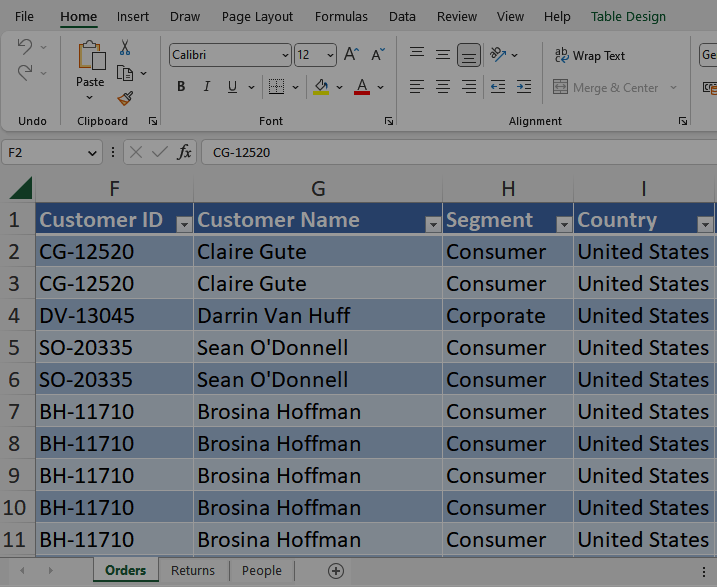 File Home Insert Draw Page Layout Formulas Data Review View Help Table Design
Calibri 12 A A ab Wrap Text Ge
Paste B I U A Merge & Center
Undo Clipboard Font Alignment
F2 fx CG-12520
F G H I
1 Customer ID Customer Name Segment Country
2 CG-12520 Claire Gute Consumer United States
3 CG-12520 Claire Gute Consumer United States
4 DV-13045 Darrin Van Huff Corporate United States
5 SO-20335 Sean O'Donnell Consumer United States
6 SO-20335 Sean O'Donnell Consumer United States
7 BH-11710 Brosina Hoffman Consumer United States
8 BH-11710 Brosina Hoffman Consumer United States
9 BH-11710 Brosina Hoffman Consumer United States
10 BH-11710 Brosina Hoffman Consumer United States
11 BH-11710 Brosina Hoffman Consumer United States
Orders Returns People